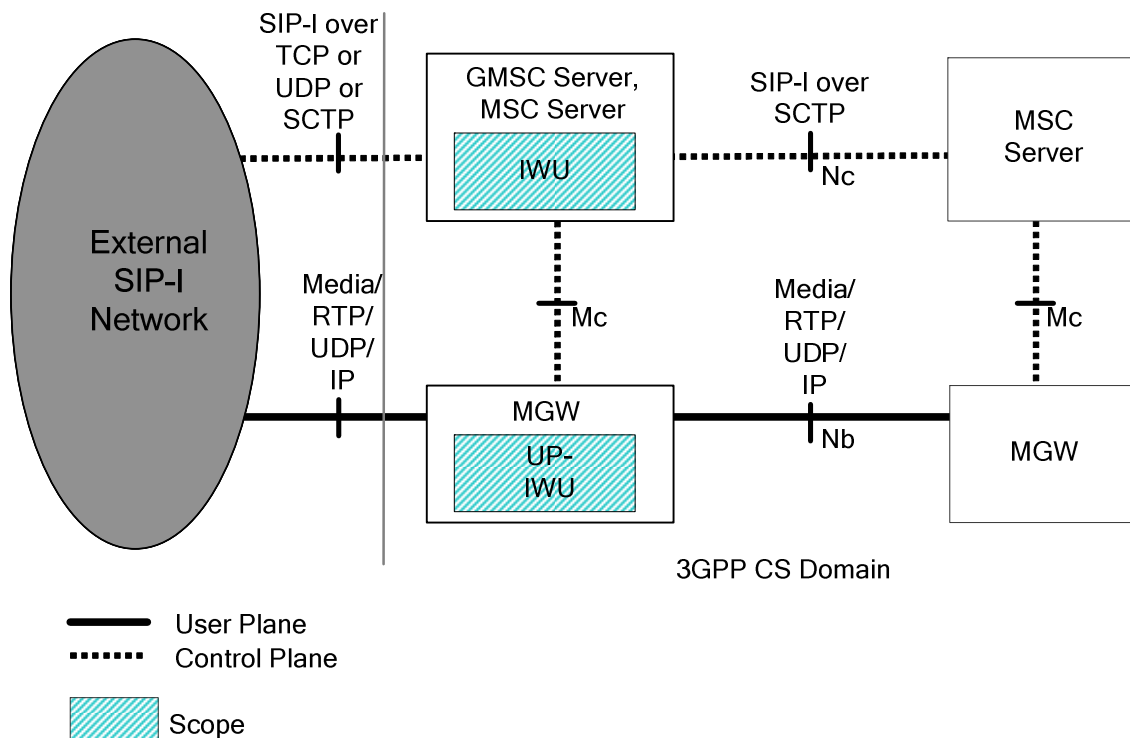 SIP-I over
TCP or
UDP or
SCTP
GMSC Server,
MSC Server
IWU
SIP-I over
SCTP
Nc
MSC
Server
External
SIP-I
Network
Media/
RTP/
UDP/
IP
Mc
Media/
RTP/
UDP/
IP
Mc
MGW
UP-
IWU
Nb
MGW
3GPP CS Domain
User Plane
Control Plane
Scope